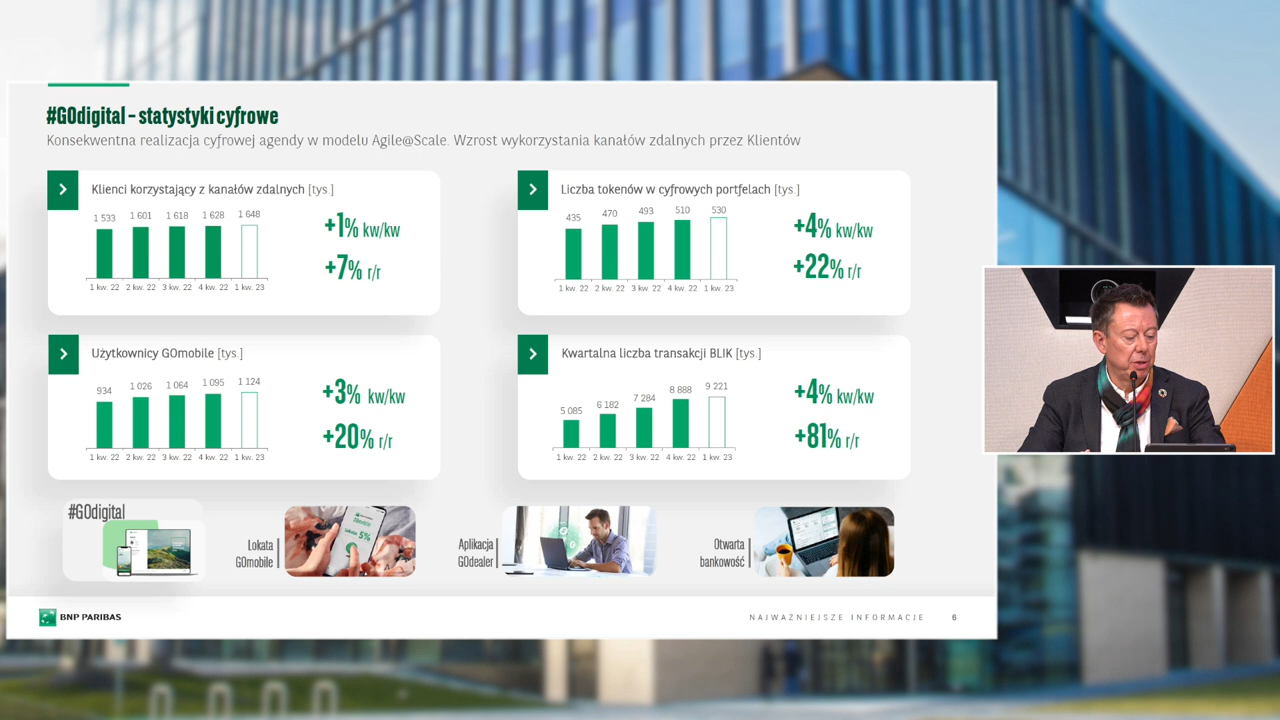 #GOdigital – statystyki cyfrowe
Konsekwentna realizacja cyfrowej agendy w modelu Agile@Scale. Wzrost wykorzystania kanałów zdalnych przez Klientów
Klienci korzystający z kanałów zdalnych [tys.]
1 533 1 601 1 618 1 628 1 648
1 kw. 22 2 kw. 22 3 kw. 22 4 kw. 22 1 kw. 23
+1% kw/kw
+7% r/r
Liczba tokenów w cyfrowych portfelach [tys.]
435 470 493 510 530
1 kw. 22 2 kw. 22 3 kw. 22 4 kw. 22 1 kw. 23
+4% kw/kw
+22% r/r
Użytkownicy GOmobile [tys.]
934 1 026 1 064 1 095 1 124
1 kw. 22 2 kw. 22 3 kw. 22 4 kw. 22 1 kw. 23
+3% kw/kw
+20% r/r
Kwartalna liczba transakcji BLIK [tys.]
5 085 6 182 7 284 8 888 9 221
1 kw. 22 2 kw. 22 3 kw. 22 4 kw. 22 1 kw. 23
+4% kw/kw
+81% r/r
#GOdigital
Lokata
GOmobile
5%
Aplikacja
GOdealer
Otwarta
bankowość
BNP PARIBAS
NAJWAŻNIEJSZE INFORMACJE 6